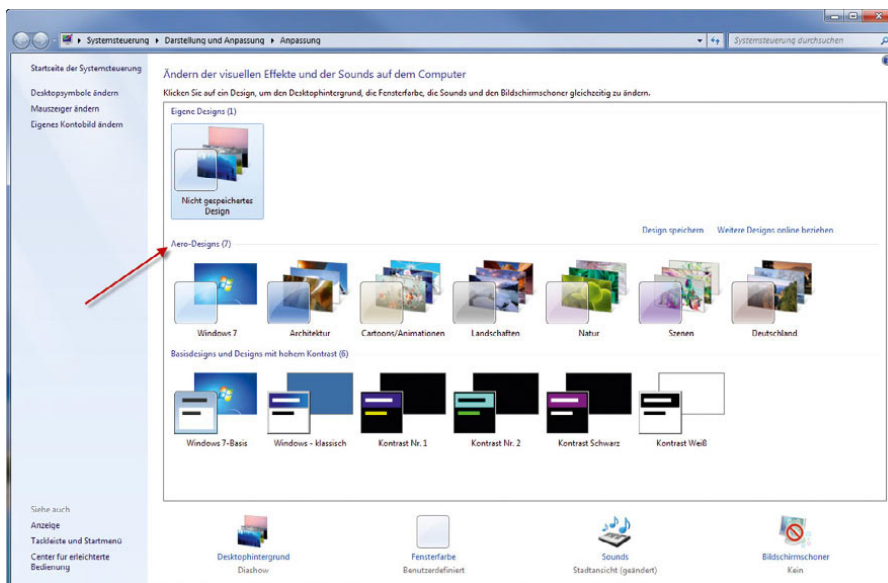 Systemsteuerung ▸ Darstellung und Anpassung ▸ Anpassung
Systemsteuerung durchsuchen
Startseite der Systemsteuerung
Desktopsymbole ändern
Mauszeiger ändern
Eigenes Kontobild ändern
Ändern der visuellen Effekte und der Sounds auf dem Computer
Klicken Sie auf ein Design, um den Desktophintergrund, die Fensterfarbe, die Sounds und den Bildschirmschoner gleichzeitig zu ändern.
Eigene Designs (1)
Nicht gespeichertes
Design
Design speichern Weitere Designs online beziehen
Aero-Designs (7)
Windows 7 Architektur Cartoons/Animationen Landschaften Natur Szenen Deutschland
Basisdesigns und Designs mit hohem Kontrast (6)
Windows 7-Basis Windows - klassisch Kontrast Nr. 1 Kontrast Nr. 2 Kontrast Schwarz Kontrast Weiß
Siehe auch
Anzeige
Taskleiste und Startmenü
Center für erleichterte
Bedienung
Desktophintergrund Fensterfarbe Sounds Bildschirmschoner
Diashow Benutzerdefiniert Stadtansicht (geändert) Kein